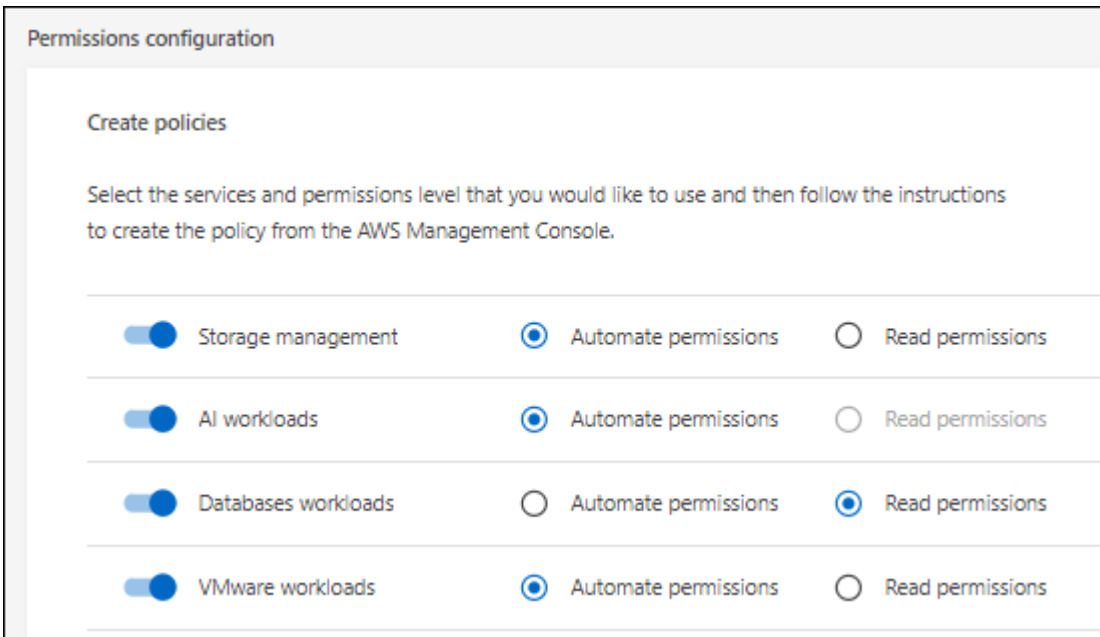 Permissions configuration
Create policies
Select the services and permissions level that you would like to use and then follow the instructions
to create the policy from the AWS Management Console.
Storage management Automate permissions Read permissions
AI workloads Automate permissions Read permissions
Databases workloads Automate permissions Read permissions
VMware workloads Automate permissions Read permissions